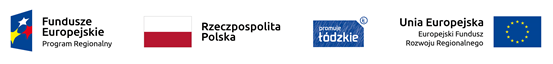 Fundusze
Europejskie
Program Regionalny
Rzeczpospolita
Polska
promuje
łódzkie
Unia Europejska
Europejski Fundusz
Rozwoju Regionalnego